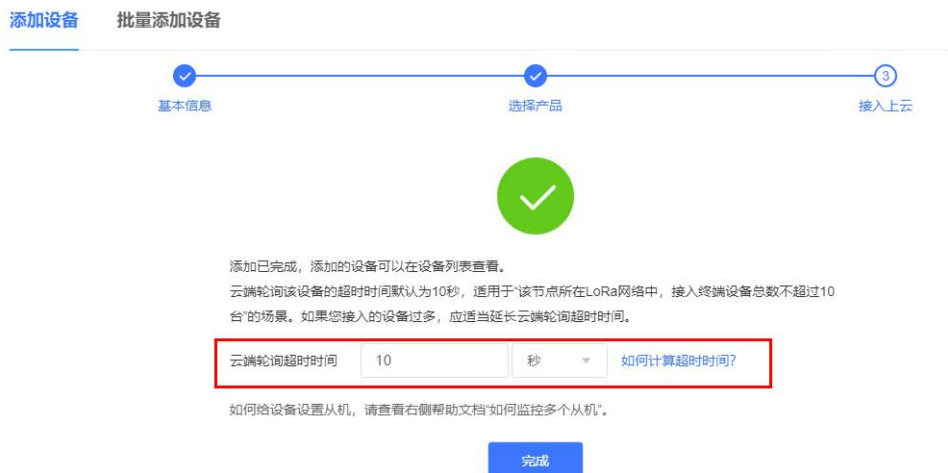 添加设备 批量添加设备
3
基本信息 选择产品 接入上云
添加已完成，添加的设备可以在设备列表查看。
云端轮询该设备的超时时间默认为10秒，适用于“该节点所在LoRa网络中，接入终端设备总数不超过10
台”的场景。如果您接入的设备过多，应适当延长云端轮询超时时间。
云端轮询超时时间 10 秒 如何计算超时时间?
如何给设备设置从机，请查看右侧帮助文档“如何监控多个从机”。
完成